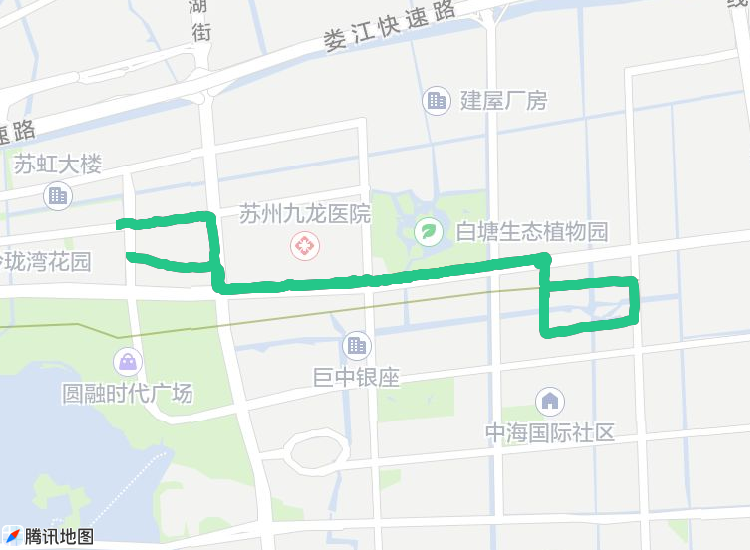 湖
街
娄江快速路
线
建屋厂房
速路
苏虹大楼
苏州九龙医院
白塘生态植物园
玲珑湾花园
巨中银座
圆融时代广场
中海国际社区
腾讯地图